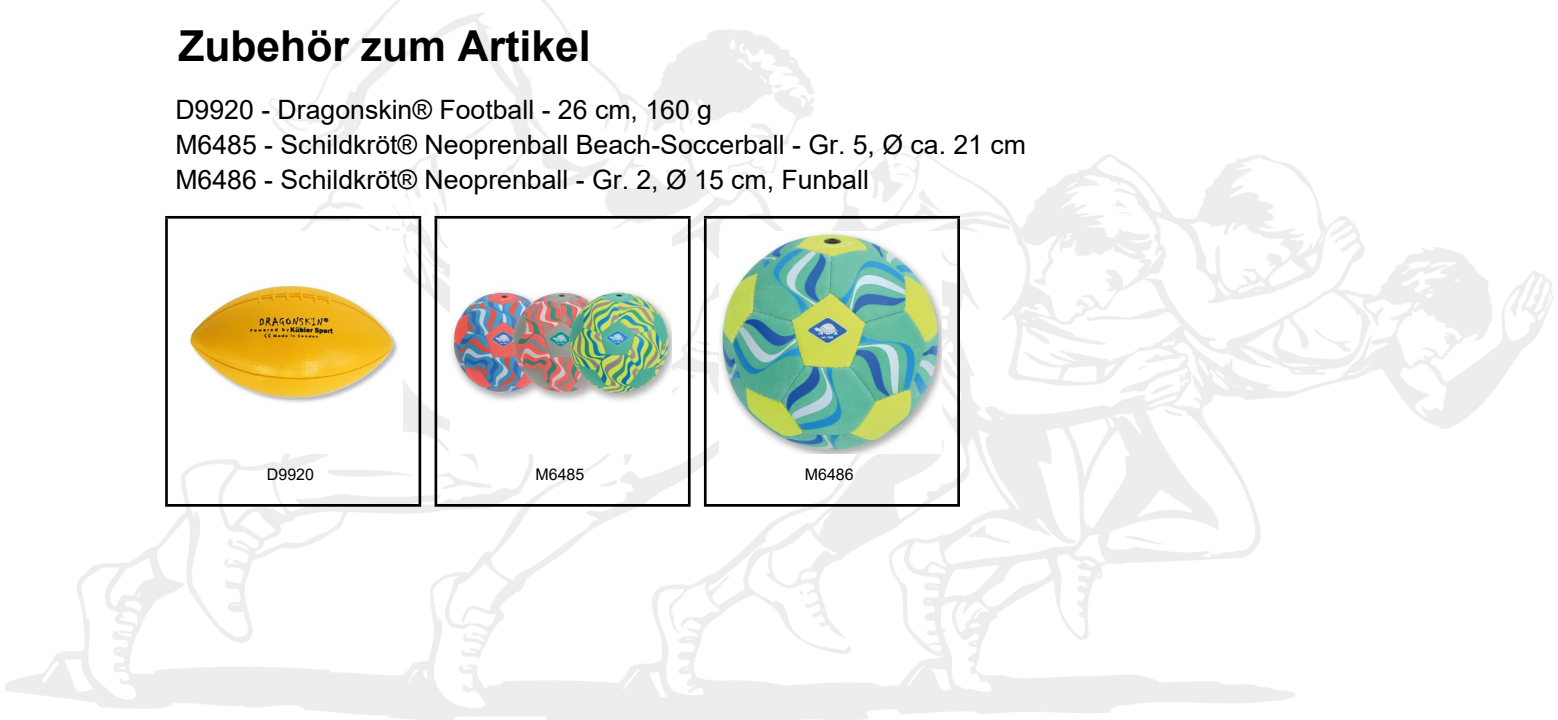 Zubehör zum Artikel
D9920 - Dragonskin® Football - 26 cm, 160 g
M6485 - Schildkröt® Neoprenball Beach-Soccerball - Gr. 5, Ø ca. 21 cm
M6486 - Schildkröt® Neoprenball - Gr. 2, Ø 15 cm, Funball
DRAGONSKIN®
Powered by Kübler Sport
CE Made in Sweden
D9920
M6485
M6486